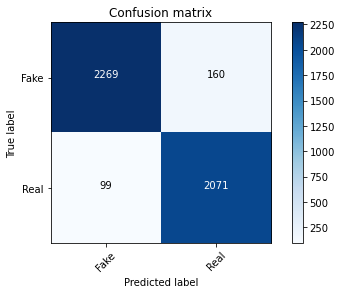 Confusion matrix
True label
Fake
2269
160
Real
99
2071
Fake
Real
Predicted label
2250
2000
1750
1500
1250
1000
750
500
250